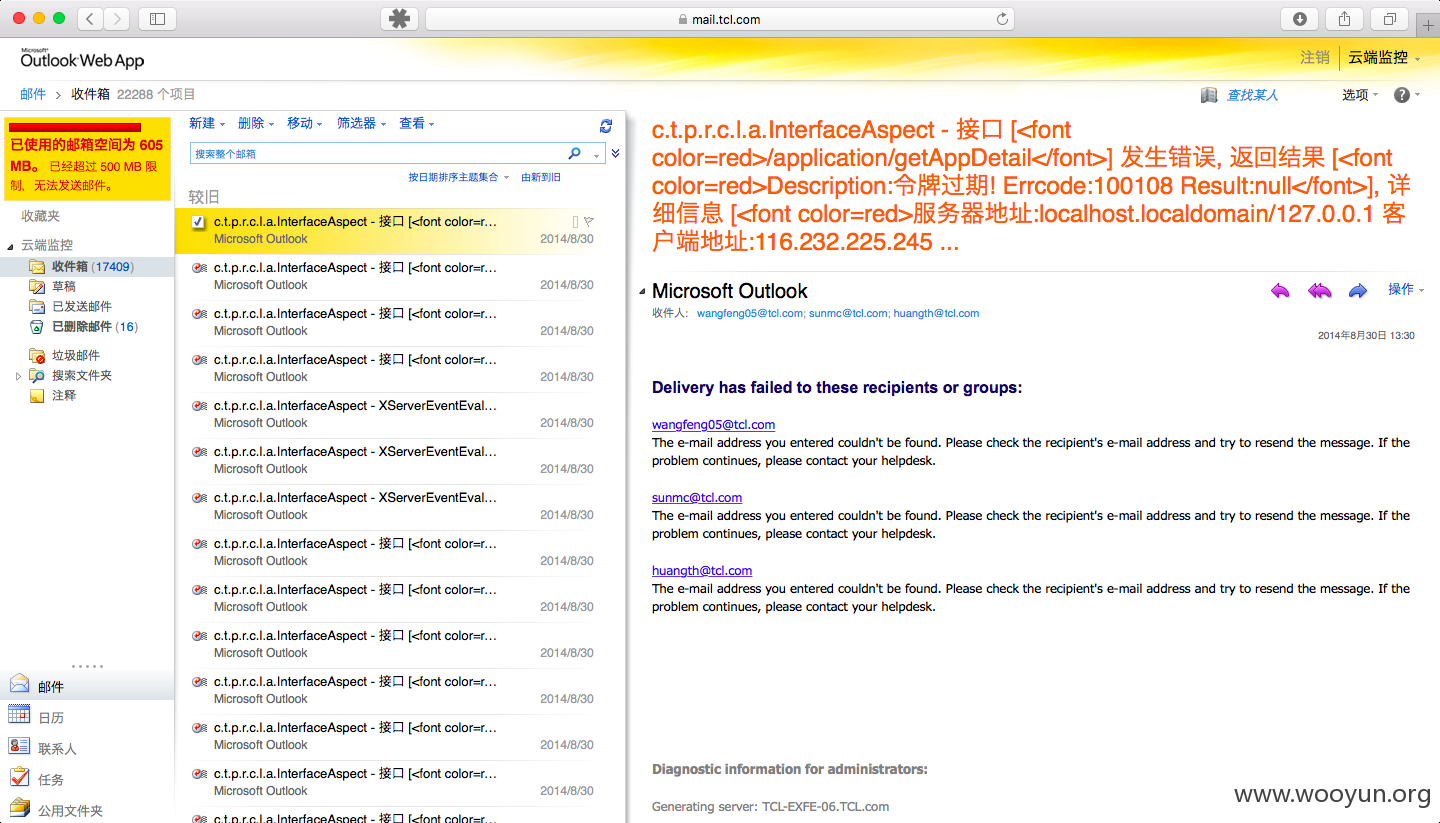 mail.tcl.com
Microsoft®
Outlook Web App
注销
云端监控
邮件 › 收件箱 22288 个项目
查找某人
选项
已使用的邮箱空间为 605
MB。 已经超过 500 MB 限
制，无法发送邮件。
收藏夹
云端监控
收件箱 (17409)
草稿
已发送邮件
已删除邮件 (16)
垃圾邮件
搜索文件夹
注释
邮件
日历
联系人
任务
公用文件夹
新建 删除 移动 筛选器 查看
搜索整个邮箱
按日期排序主题集合 由新到旧
较旧
c.t.p.r.c.l.a.InterfaceAspect - 接口 [<font color=r…
Microsoft Outlook 2014/8/30
c.t.p.r.c.l.a.InterfaceAspect - 接口 [<font color=r…
Microsoft Outlook 2014/8/30
c.t.p.r.c.l.a.InterfaceAspect - 接口 [<font color=r…
Microsoft Outlook 2014/8/30
c.t.p.r.c.l.a.InterfaceAspect - 接口 [<font color=r…
Microsoft Outlook 2014/8/30
c.t.p.r.c.l.a.InterfaceAspect - XServerEventEval…
Microsoft Outlook 2014/8/30
c.t.p.r.c.l.a.InterfaceAspect - XServerEventEval…
Microsoft Outlook 2014/8/30
c.t.p.r.c.l.a.InterfaceAspect - XServerEventEval…
Microsoft Outlook 2014/8/30
c.t.p.r.c.l.a.InterfaceAspect - 接口 [<font color=r…
Microsoft Outlook 2014/8/30
c.t.p.r.c.l.a.InterfaceAspect - 接口 [<font color=r…
Microsoft Outlook 2014/8/30
c.t.p.r.c.l.a.InterfaceAspect - 接口 [<font color=r…
Microsoft Outlook 2014/8/30
c.t.p.r.c.l.a.InterfaceAspect - 接口 [<font color=r…
Microsoft Outlook 2014/8/30
c.t.p.r.c.l.a.InterfaceAspect - 接口 [<font color=r…
Microsoft Outlook 2014/8/30
c.t.p.r.c.l.a.InterfaceAspect - 接口 [<font color=r…
Microsoft Outlook 2014/8/30
c.t.p.r.c.l.a.InterfaceAspect - 接口 [<font color=r…
c.t.p.r.c.l.a.InterfaceAspect - 接口 [<font
color=red>/application/getAppDetail</font>] 发生错误, 返回结果 [<font
color=red>Description:令牌过期! Errcode:100108 Result:null</font>], 详
细信息 [<font color=red>服务器地址:localhost.localdomain/127.0.0.1 客
户端地址:116.232.225.245 ...
Microsoft Outlook
操作
收件人: wangfeng05@tcl.com; sunmc@tcl.com; huangth@tcl.com
2014年8月30日 13:30
Delivery has failed to these recipients or groups:
wangfeng05@tcl.com
The e-mail address you entered couldn't be found. Please check the recipient's e-mail address and try to resend the message. If the
problem continues, please contact your helpdesk.
sunmc@tcl.com
The e-mail address you entered couldn't be found. Please check the recipient's e-mail address and try to resend the message. If the
problem continues, please contact your helpdesk.
huangth@tcl.com
The e-mail address you entered couldn't be found. Please check the recipient's e-mail address and try to resend the message. If the
problem continues, please contact your helpdesk.
Diagnostic information for administrators:
Generating server: TCL-EXFE-06.TCL.com
www.wooyun.org